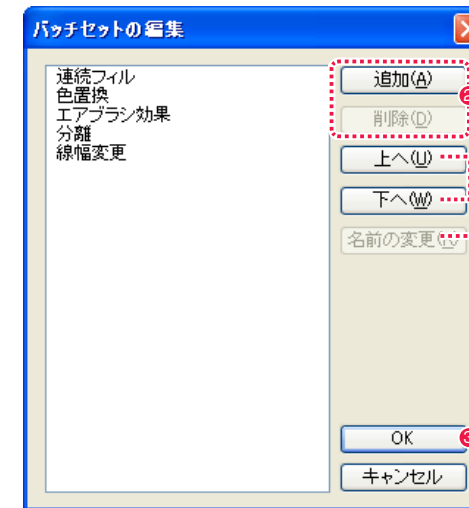 バッチセットの編集
連続フィル
色置換
エアブラシ効果
分離
線幅変更
追加(A)
削除(D)
上へ(U)
下へ(W)
名前の変更
OK
キャンセル